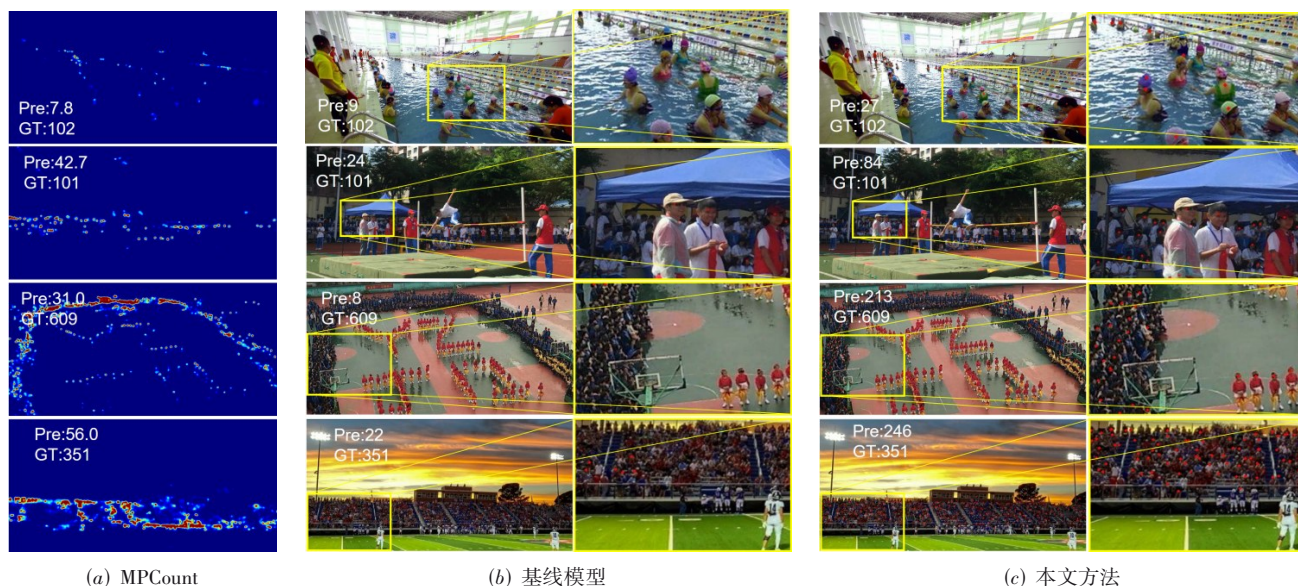 Pre:7.8
GT:102
Pre:9
GT:102
Pre:27
GT:102
Pre:42.7
GT:101
Pre:24
GT:101
Pre:84
GT:101
Pre:31.0
GT:609
Pre:8
GT:609
Pre:213
GT:609
Pre:56.0
GT:351
Pre:22
GT:351
Pre:246
GT:351
(a) MPCount
(b) 基线模型
(c) 本文方法